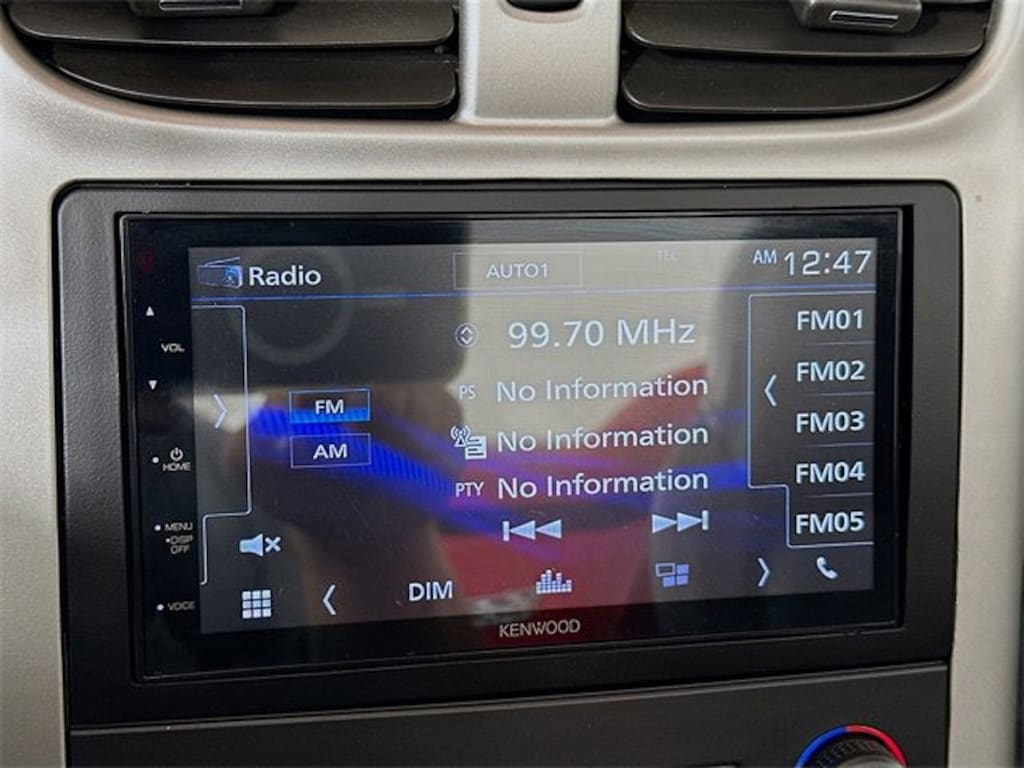 Radio
AUTO1
TEL
AM 12:47
99.70 MHz
PS No Information
No Information
PTY No Information
FM
AM
FM01
FM02
FM03
FM04
FM05
DIM
VOL
HOME
MENU
DISP
OFF
VOICE
KENWOOD